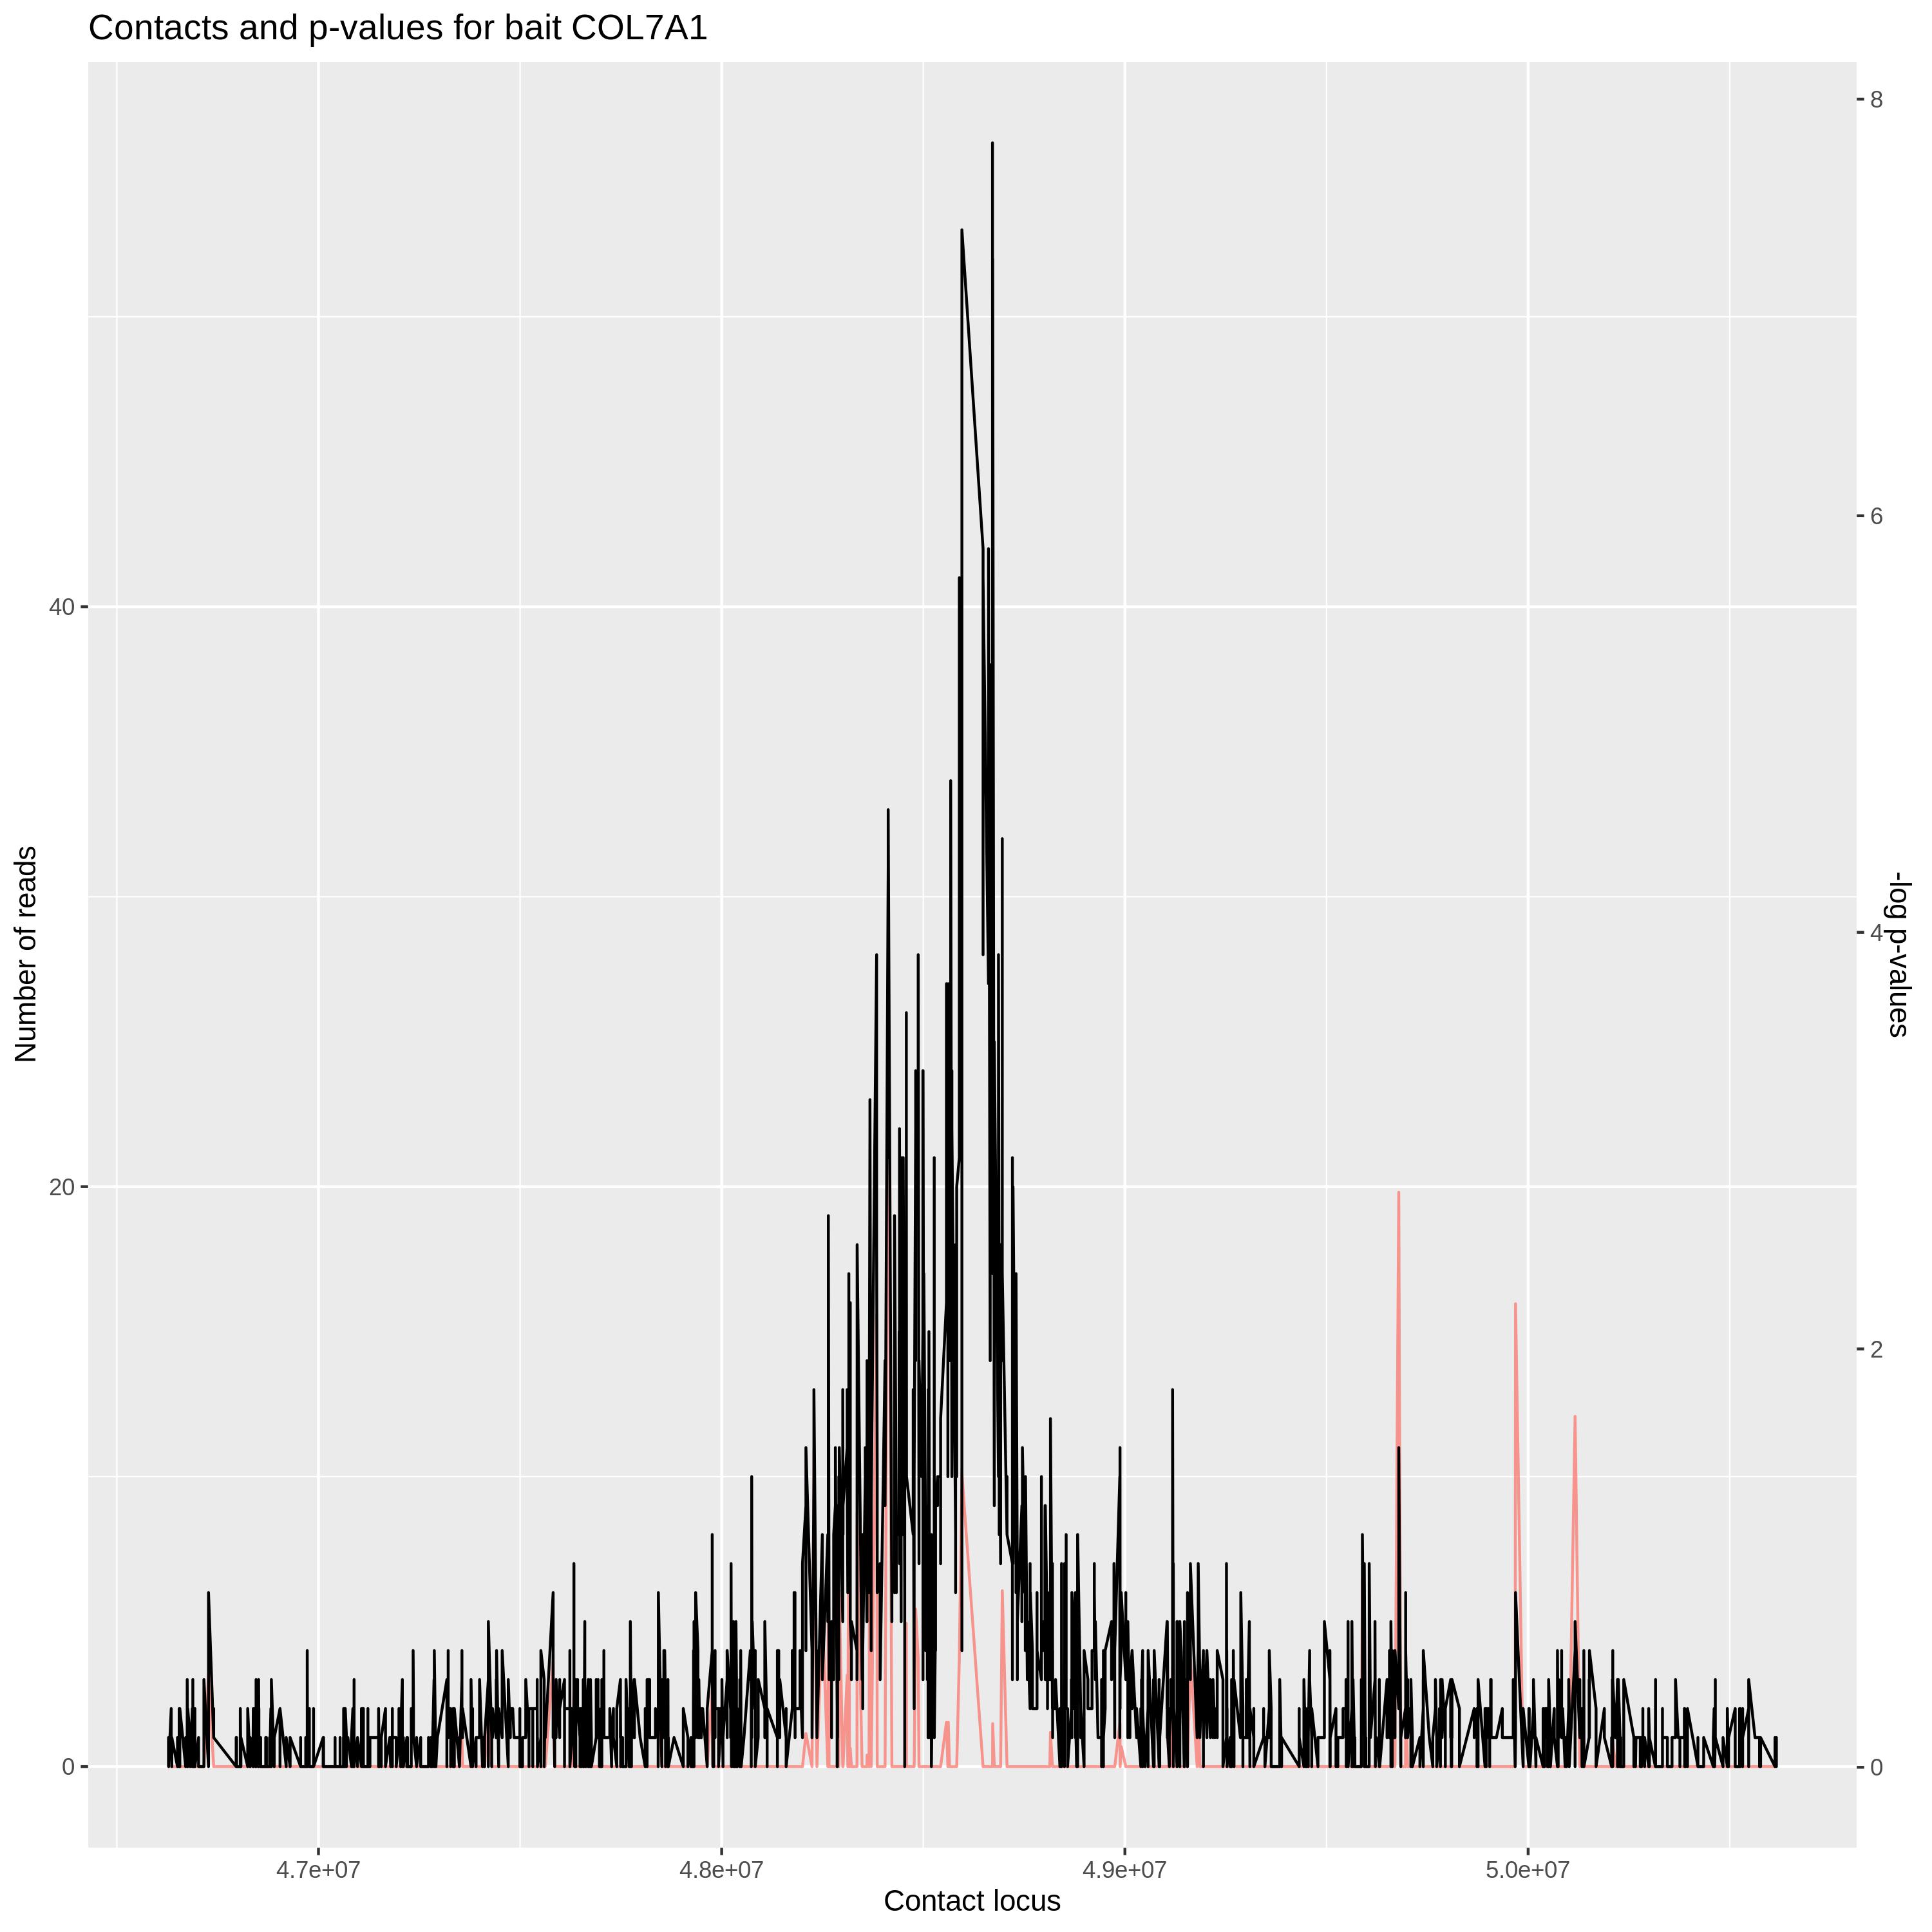 Contacts and p-values for bait COL7A1
Number of reads
40
20
0
8
6
4
2
0
-log p-values
4.7e+07
4.8e+07
4.9e+07
5.0e+07
Contact locus